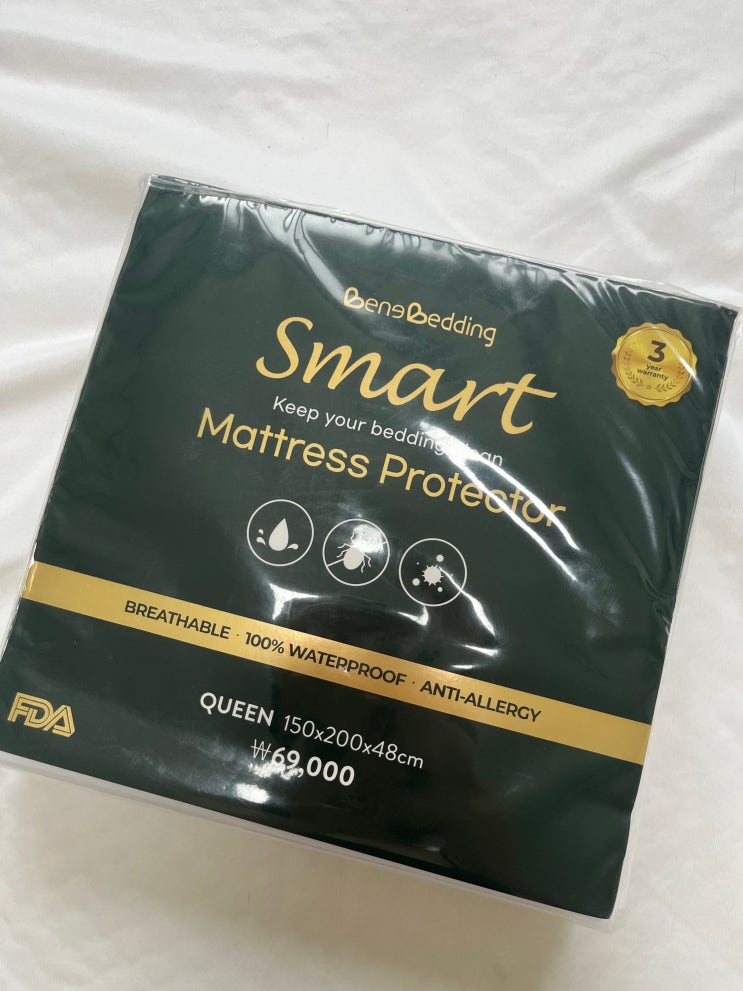 BeneBedding
Smart
3
year
warranty
Keep your bedding clean
Mattress Protector
BREATHABLE · 100% WATERPROOF · ANTI-ALLERGY
FDA
QUEEN 150x200x48cm
₩69,000